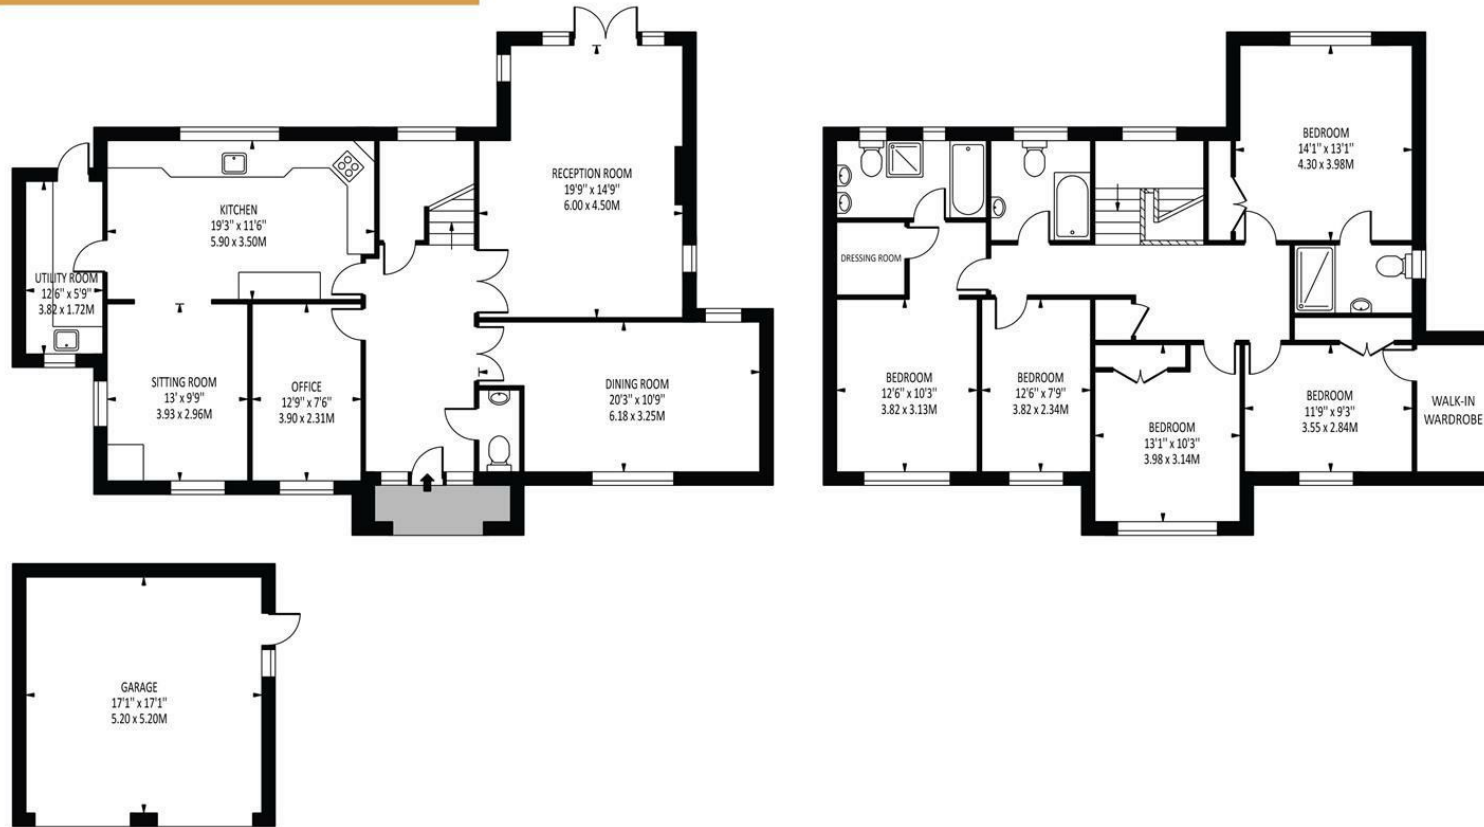 KITCHEN
19'3" x 11'6"
5.90 x 3.50M
RECEPTION ROOM
19'9" x 14'9"
6.00 x 4.50M
UTILITY ROOM
12'6" x 5'9"
3.82 x 1.72M
SITTING ROOM
13' x 9'9"
3.93 x 2.96M
OFFICE
12'9" x 7'6"
3.90 x 2.31M
DINING ROOM
20'3" x 10'9"
6.18 x 3.25M
GARAGE
17'1" x 17'1"
5.20 x 5.20M
BEDROOM
14'1" x 13'1"
4.30 x 3.98M
DRESSING ROOM
BEDROOM
12'6" x 10'3"
3.82 x 3.13M
BEDROOM
12'6" x 7'9"
3.82 x 2.34M
BEDROOM
13'1" x 10'3"
3.98 x 3.14M
BEDROOM
11'9" x 9'3"
3.55 x 2.84M
WALK-IN
WARDROBE